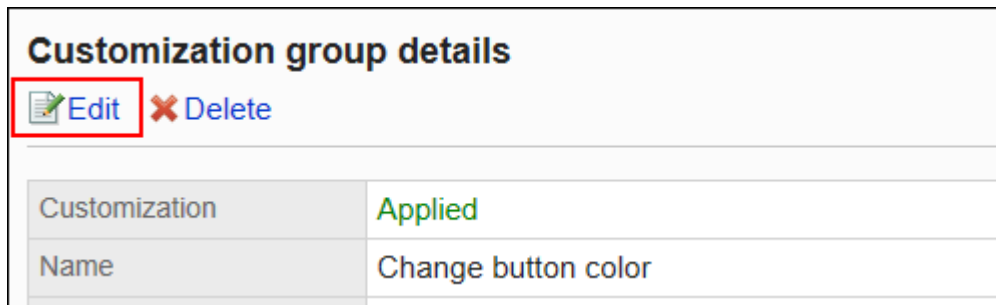 Customization group details
Edit Delete
Customization Applied
Name Change button color